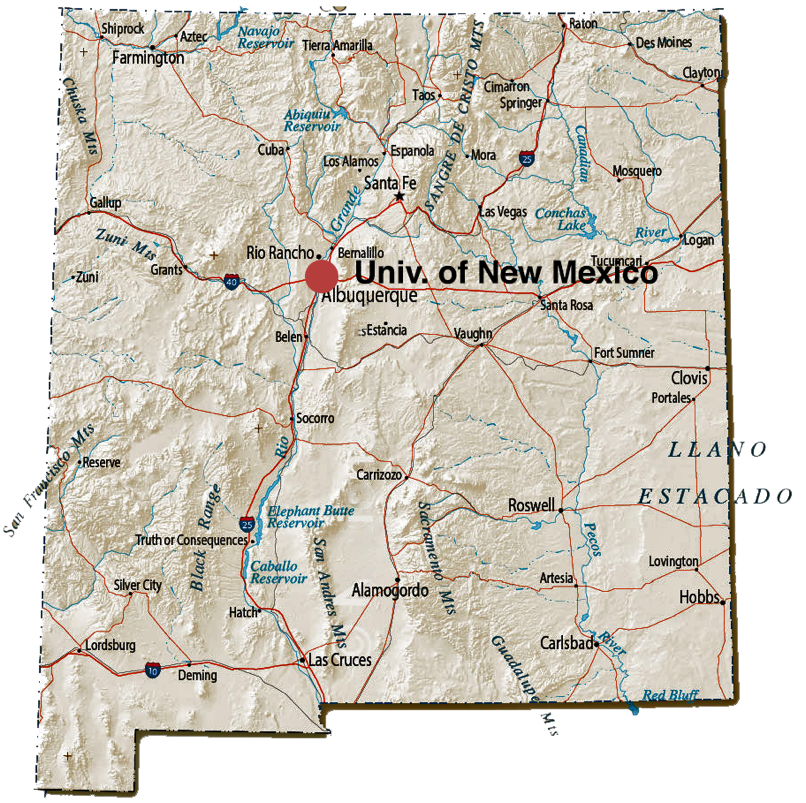 Shiprock
Aztec
Navajo
Reservoir
Farmington
Tierra Amarilla
Raton
Des Moines
Clayton
Chuska Mts
Taos
Cimarron
Springer
SANGRE DE CRISTO MTS
Abiquiu
Reservoir
Cuba
Los Alamos
Espanola
Mora
25
Canadian
Mosquero
Santa Fe
Gallup
Grande
Las Vegas
Conchas
Lake
River
Logan
Zuni Mts
Rio Rancho
Bernalillo
Tucumcari
Zuni
Grants
40
Univ. of New Mexico
Albuquerque
Santa Rosa
Belen
Estancia
Vaughn
Fort Sumner
Clovis
Portales
Socorro
Rio
San Francisco Mts
Reserve
LLANO
ESTACADO
Carrizozo
Black Range
25
Elephant Butte
Reservoir
Sacramento Mts
Roswell
Pecos
Truth or Consequences
Caballo
Reservoir
San Andres Mts
Silver City
Alamogordo
Artesia
Lovington
Hobbs
Hatch
Lordsburg
10
Deming
Las Cruces
Guadalupe Mts
Carlsbad
River
Red Bluff